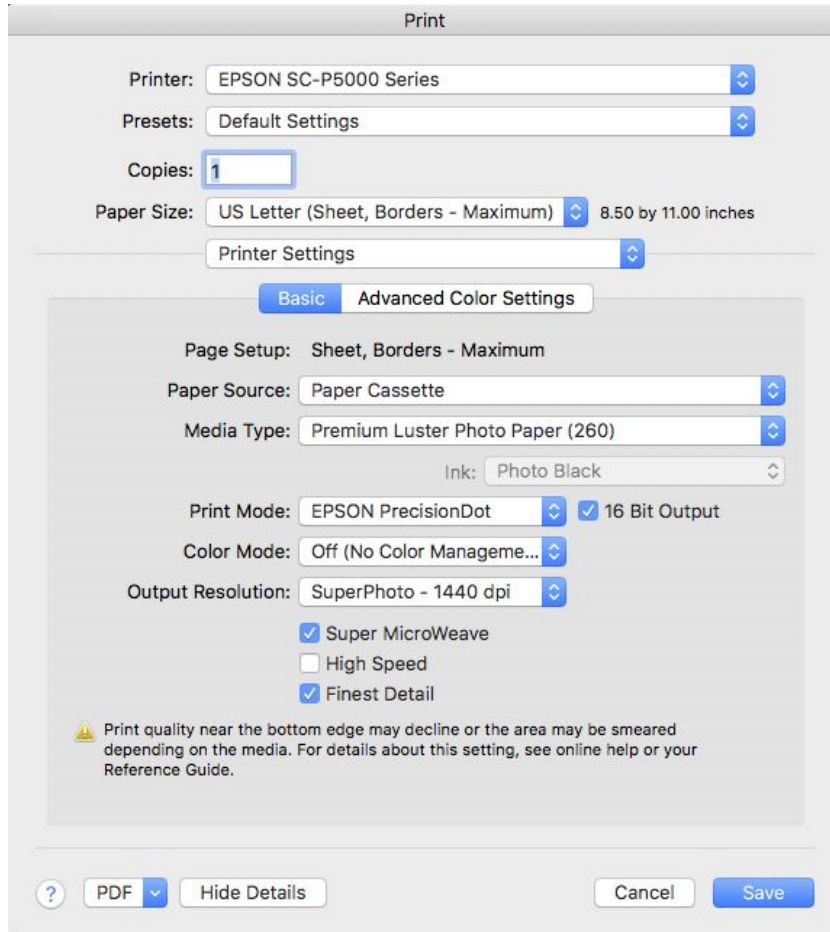 Print
Printer: EPSON SC-P5000 Series
Presets: Default Settings
Copies: 1
Paper Size: US Letter (Sheet, Borders - Maximum) 8.50 by 11.00 inches
Printer Settings
Basic Advanced Color Settings
Page Setup: Sheet, Borders - Maximum
Paper Source: Paper Cassette
Media Type: Premium Luster Photo Paper (260)
Ink: Photo Black
Print Mode: EPSON PrecisionDot 16 Bit Output
Color Mode: Off (No Color Manageme...
Output Resolution: SuperPhoto - 1440 dpi
Super MicroWeave
High Speed
Finest Detail
Print quality near the bottom edge may decline or the area may be smeared
depending on the media. For details about this setting, see online help or your
Reference Guide.
? PDF Hide Details Cancel Save